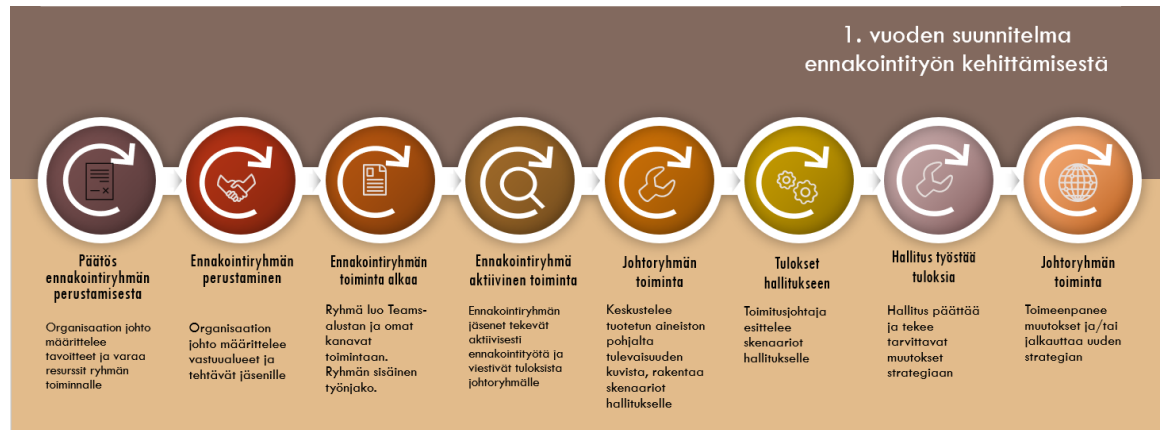 1. vuoden suunnitelma
ennakointityön kehittämisestä
Päätös
ennakointiryhmän
perustamisesta
Organisaation johto
määrittelee
tavoitteet ja varaa
resurssit ryhmän
toiminnalle
Ennakointiryhmän
perustaminen
Organisaation
johto määrittelee
vastuualueet ja
tehtävät jäsenille
Ennakointiryhmän
toiminta alkaa
Ryhmä luo Teams-
alustan ja omat
kanavat
toimintaan.
Ryhmän sisäinen
työnjako.
Ennakointiryhmä
aktiivinen toiminta
Ennakointiryhmän
jäsenet tekevät
aktiivisesti
ennakointityötä ja
viestivät tuloksista
johtoryhmälle
Johtoryhmän
toiminta
Keskustelee
tuotetun aineiston
pohjalta
tulevaisuuden
kuvista, rakentaa
skenaariot
hallitukselle
Tulokset
hallitukseen
Toimitusjohtaja
esittelee
skenaariot
hallitukselle
Hallitus työstää
tuloksia
Hallitus päättää
ja tekee
tarvittavat
muutokset
strategiaan
Johtoryhmän
toiminta
Toimeenpanee
muutokset ja/tai
jalkauttaa uuden
strategian